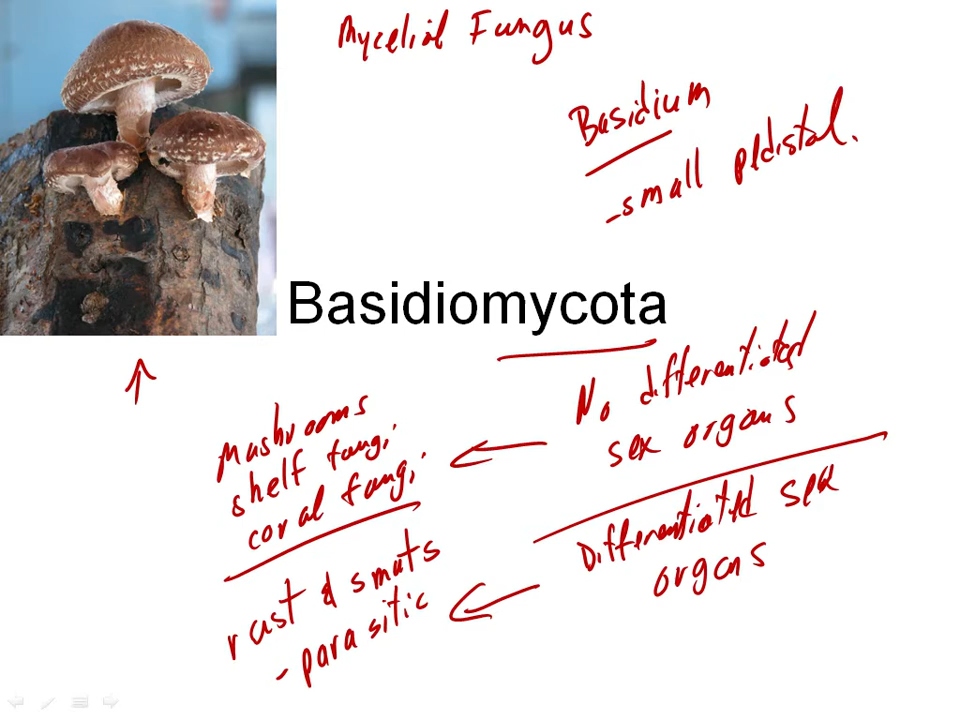 Mycelial Fungus
Basidium
- small pedistal.
Basidiomycota
No differentiated
sex organs
Mushrooms
shelf fungi
coral fungi
Differentiated sex
organs
rust & smuts
- parasitic